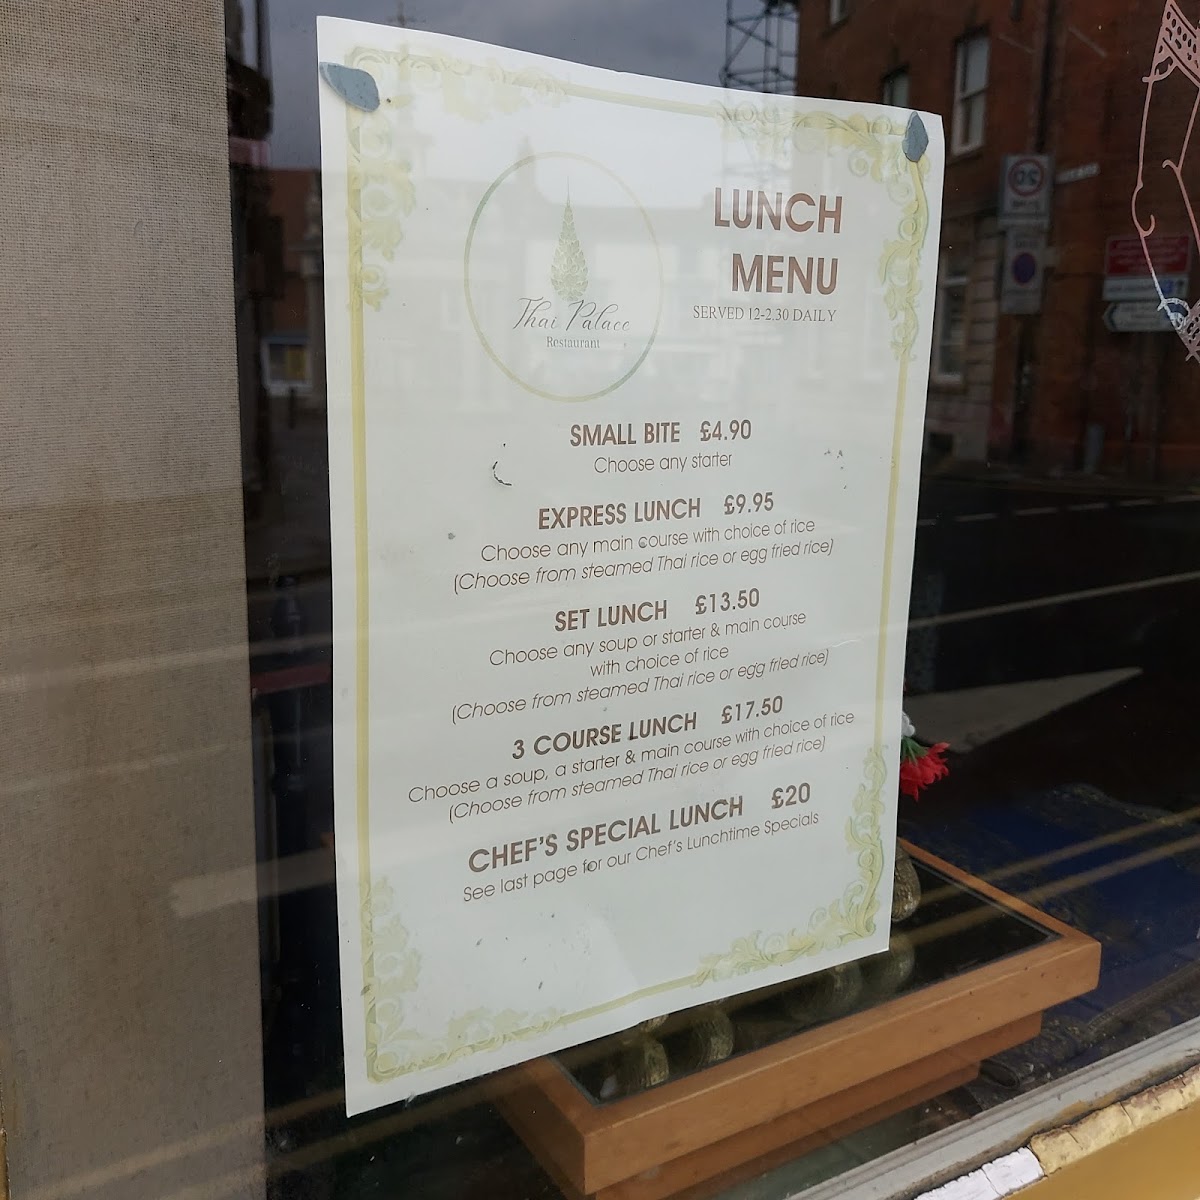 Thai Palace
Restaurant
LUNCH
MENU
SERVED 12-2.30 DAILY
SMALL BITE £4.90
Choose any starter
EXPRESS LUNCH £9.95
Choose any main course with choice of rice
(Choose from steamed Thai rice or egg fried rice)
SET LUNCH £13.50
Choose any soup or starter & main course
with choice of rice
(Choose from steamed Thai rice or egg fried rice)
3 COURSE LUNCH £17.50
Choose a soup, a starter & main course with choice of rice
(Choose from steamed Thai rice or egg fried rice)
CHEF'S SPECIAL LUNCH £20
See last page for our Chef's Lunchtime Specials